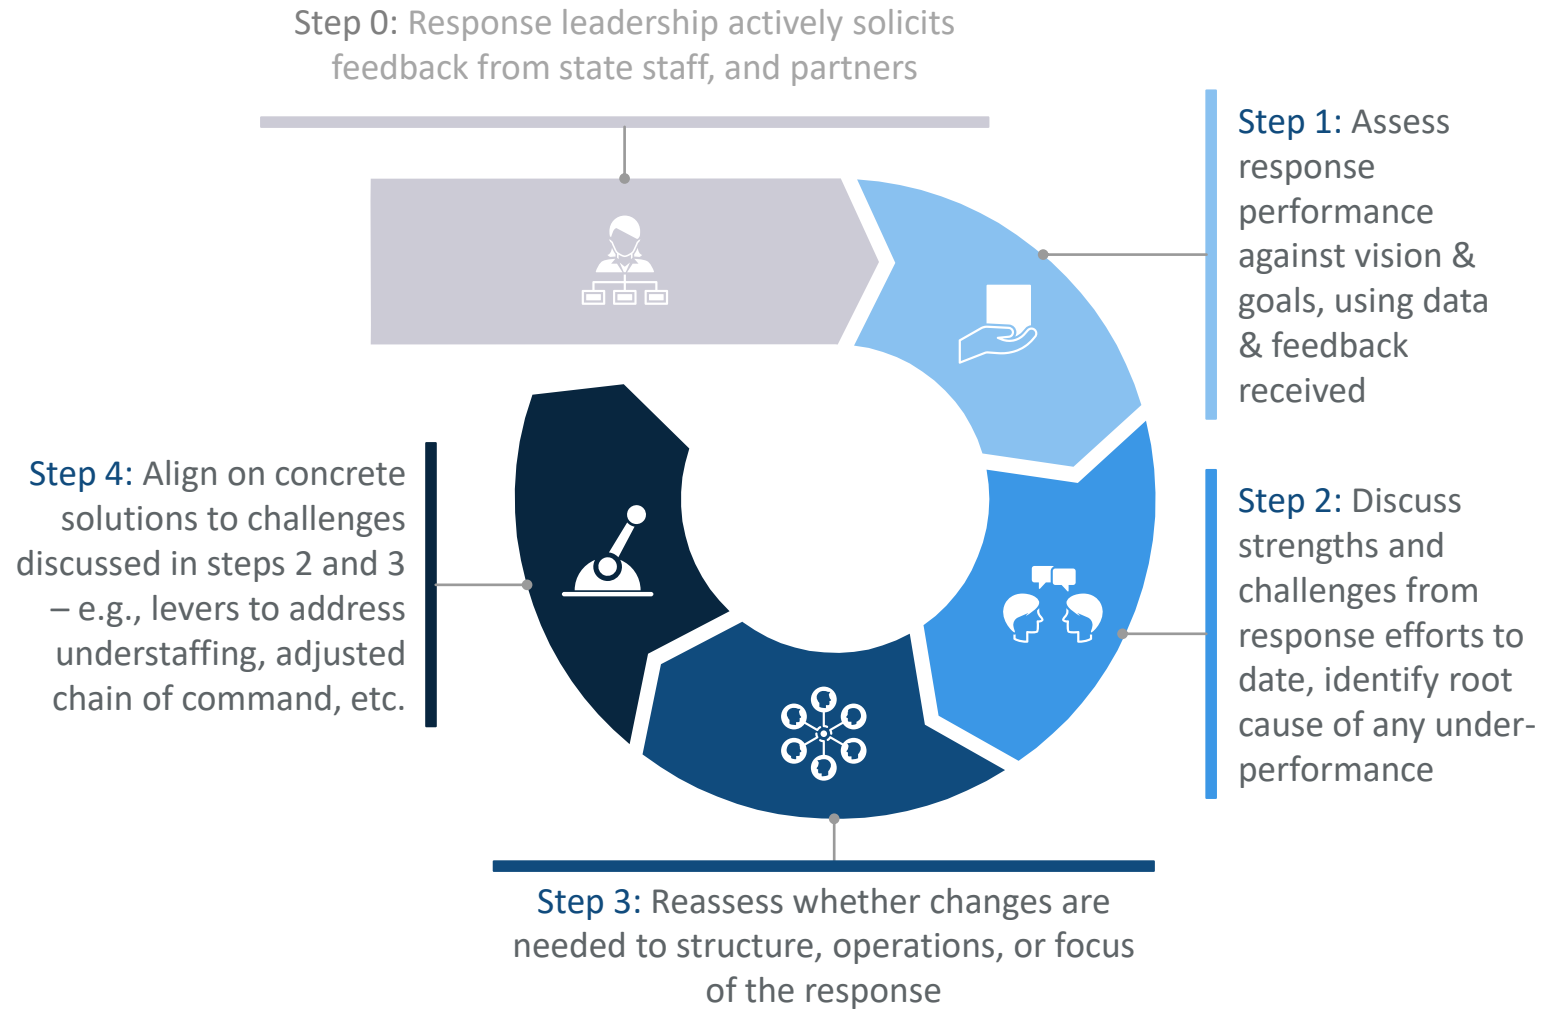 Step 0: Response leadership actively solicits
feedback from state staff, and partners
Step 1: Assess
response
performance
against vision &
goals, using data
& feedback
received
Step 2: Discuss
strengths and
challenges from
response efforts to
date, identify root
cause of any under-
performance
Step 3: Reassess whether changes are
needed to structure, operations, or focus
of the response
Step 4: Align on concrete
solutions to challenges
discussed in steps 2 and 3
– e.g., levers to address
understaffing, adjusted
chain of command, etc.